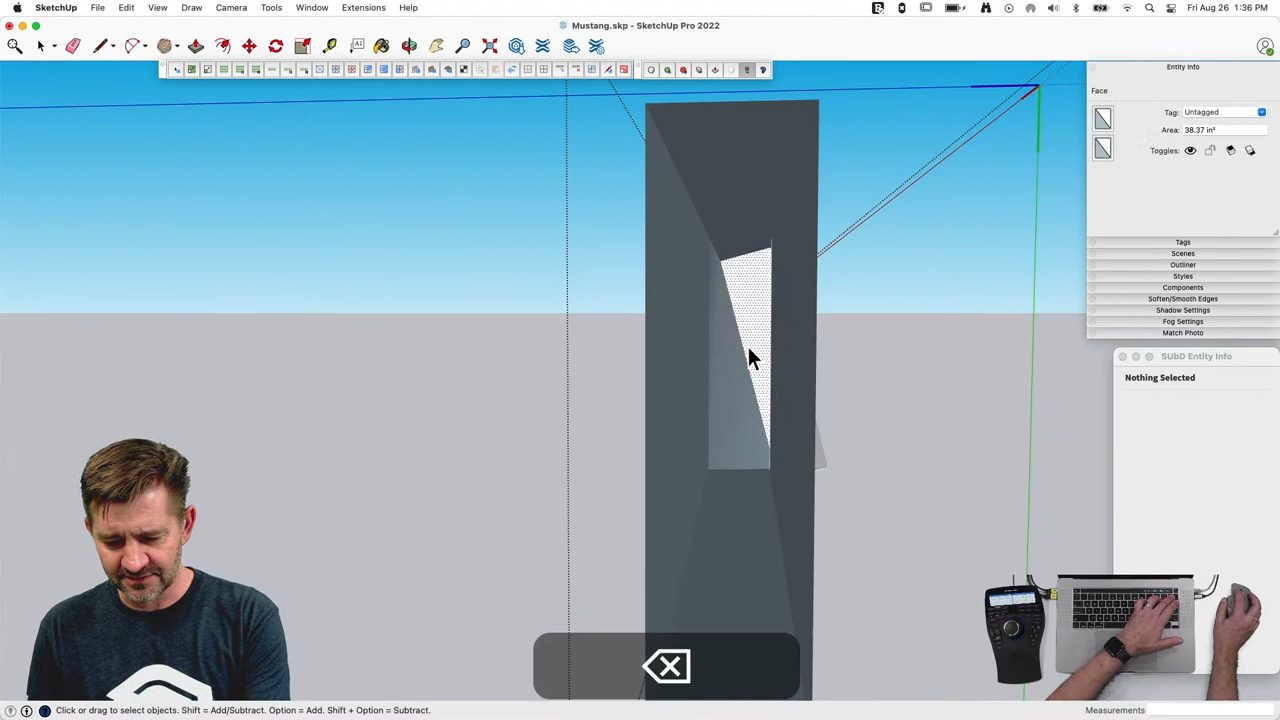 SketchUp File Edit View Draw Camera Tools Window Extensions Help Fri Aug 26 1:36 PM
Mustang.skp - SketchUp Pro 2022
Entity Info
Face
Tag: Untagged
Area: 38.37 in²
Toggles:
Tags
Scenes
Outliner
Styles
Components
Soften/Smooth Edges
Shadow Settings
Fog Settings
Match Photo
SUbD Entity Info
Nothing Selected
Click or drag to select objects. Shift = Add/Subtract. Option = Add. Shift + Option = Subtract.
Measurements